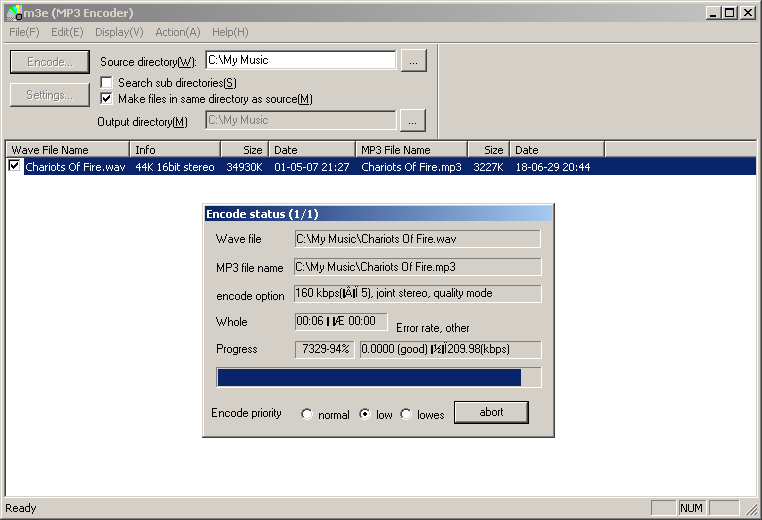 m3e (MP3 Encoder)
File(F) Edit(E) Display(V) Action(A) Help(H)
Encode... Source directory(W): C:\My Music ...
Search sub directories(S)
Settings... Make files in same directory as source(M)
Output directory(M) C:\My Music ...
Wave File Name Info Size Date MP3 File Name Size Date
Chariots Of Fire.wav 44K 16bit stereo 34930K 01-05-07 21:27 Chariots Of Fire.mp3 3227K 18-06-29 20:44
Encode status (1/1)
Wave file C:\My Music\Chariots Of Fire.wav
MP3 file name C:\My Music\Chariots Of Fire.mp3
encode option 160 kbps( 5), joint stereo, quality mode
Whole 00:06 00:00 Error rate, other
Progress 7329-94% 0.0000 (good) 209.98(kbps)
Encode priority normal low lowes abort
Ready NUM